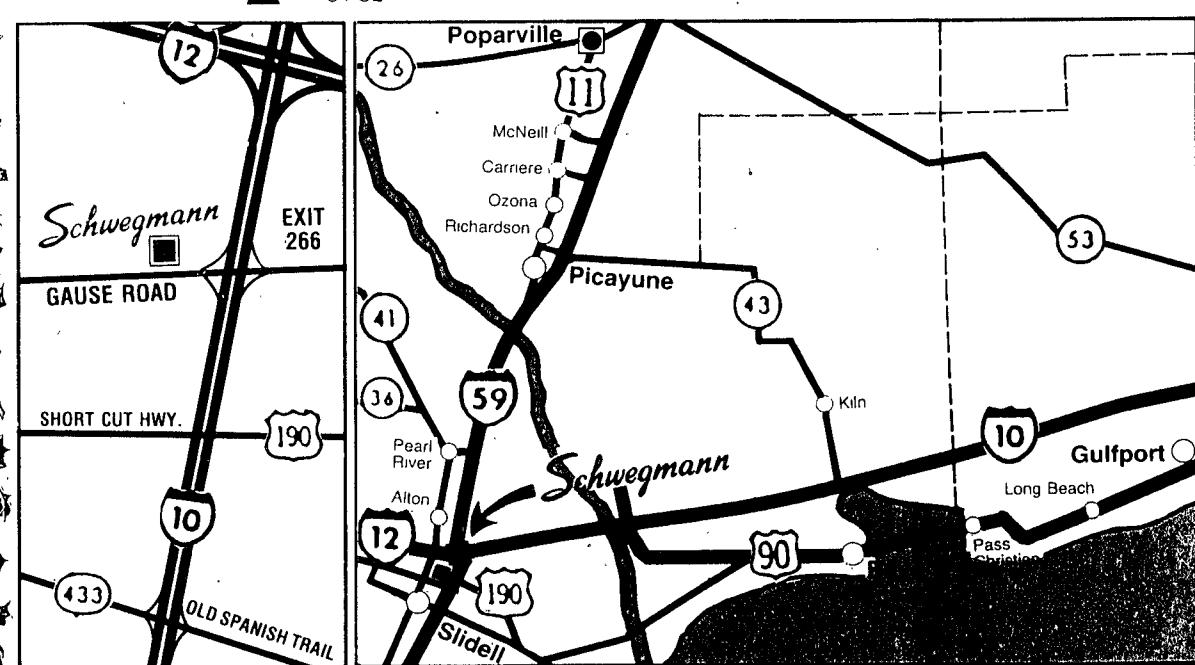 12
Schwegmann
EXIT
266
GAUSE ROAD
SHORT CUT HWY.
190
10
433
OLD SPANISH TRAIL
Poparville
26
11
McNeill
Carriere
Ozona
Richardson
Picayune
53
43
41
36
59
Kiln
Pearl
River
Schwegmann
10
Gulfport
Long Beach
Alton
12
90
Pass
Christian
190
Slidell